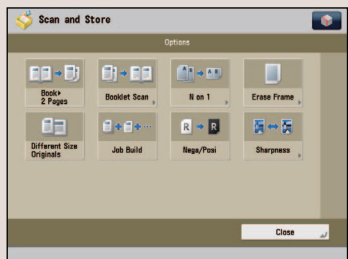 Scan and Store
Options
Book▸
2 Pages
Booklet Scan
N on 1
Erase Frame
Different Size
Originals
Job Build
Nega/Posi
Sharpness
R
R
Close